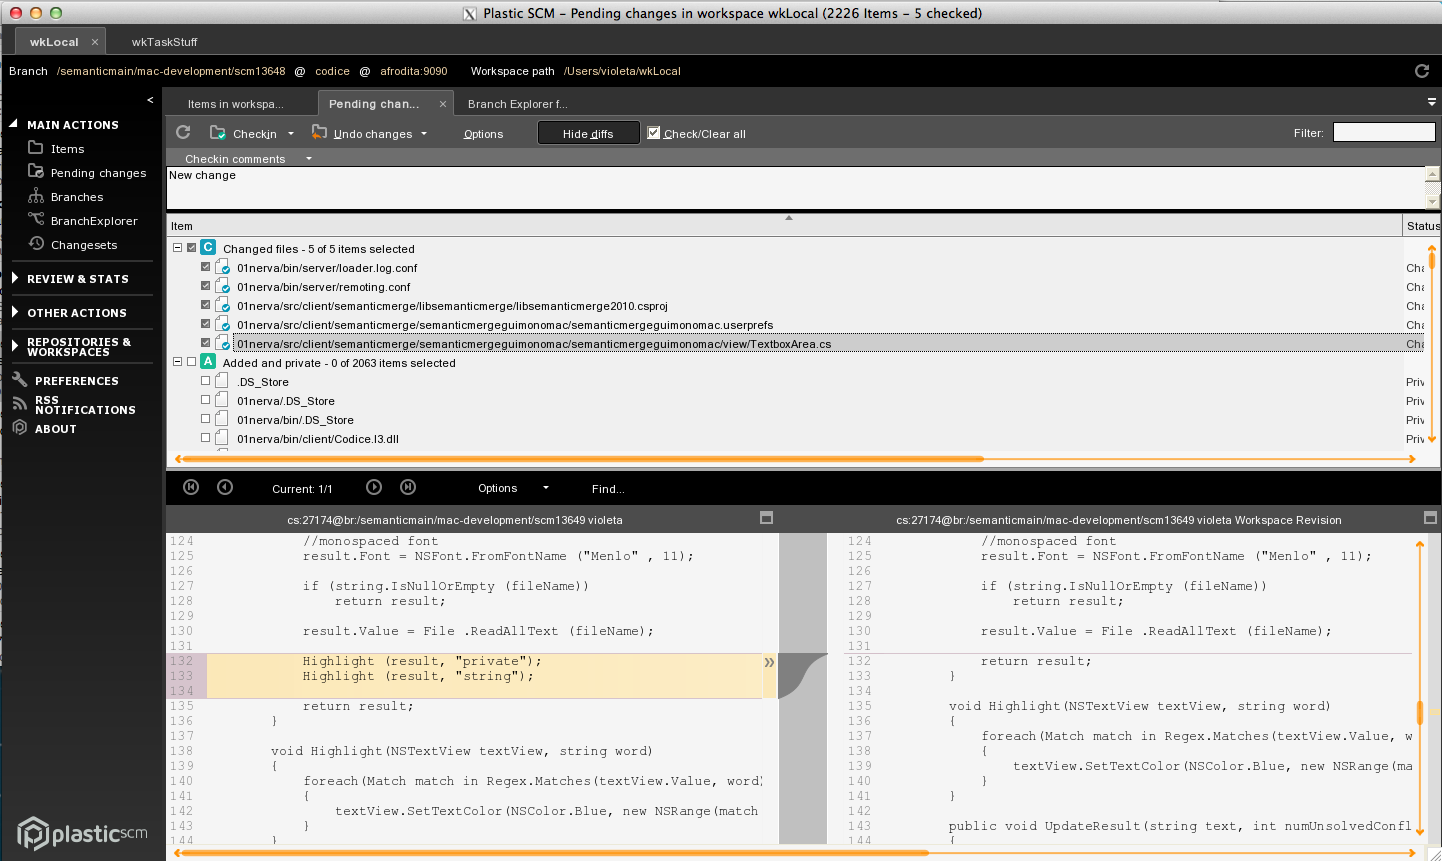 Plastic SCM - Pending changes in workspace wkLocal (2226 Items - 5 checked)
wkLocal × wkTaskStuff
Branch /semanticmain/mac-development/scm13648 @ codice @ afrodita:9090 Workspace path /Users/violeta/wkLocal
<
MAIN ACTIONS
Items
Pending changes
Branches
BranchExplorer
Changesets
REVIEW & STATS
OTHER ACTIONS
REPOSITORIES &
WORKSPACES
PREFERENCES
RSS
NOTIFICATIONS
ABOUT
plasticscm
Items in workspa... Pending chan... × Branch Explorer f...
Checkin Undo changes Options Hide diffs Check/Clear all Filter:
Checkin comments
New change
Item Status
C Changed files - 5 of 5 items selected
01nerva/bin/server/loader.log.conf Cha
01nerva/bin/server/remoting.conf Cha
01nerva/src/client/semanticmerge/libsemanticmerge/libsemanticmerge2010.csproj Cha
01nerva/src/client/semanticmerge/semanticmergeguimonomac/semanticmergeguimonomac.userprefs Cha
01nerva/src/client/semanticmerge/semanticmergeguimonomac/semanticmergeguimonomac/view/TextboxArea.cs Cha
A Added and private - 0 of 2063 items selected
.DS_Store Priv
01nerva/.DS_Store Priv
01nerva/bin/.DS_Store Priv
01nerva/bin/client/Codice.I3.dll Priv
Current: 1/1 Options Find...
cs:27174@br:/semanticmain/mac-development/scm13649 violeta
124 //monospaced font
125 result.Font = NSFont.FromFontName ("Menlo" , 11);
126
127 if (string.IsNullOrEmpty (fileName))
128 return result;
129
130 result.Value = File .ReadAllText (fileName);
131
132 Highlight (result, "private"); »
133 Highlight (result, "string");
134
135 return result;
136 }
137
138 void Highlight(NSTextView textView, string word)
139 {
140 foreach(Match match in Regex.Matches(textView.Value, word)
141 {
142 textView.SetTextColor(NSColor.Blue, new NSRange(match
143 }
144 }
cs:27174@br:/semanticmain/mac-development/scm13649 violeta Workspace Revision
124 //monospaced font
125 result.Font = NSFont.FromFontName ("Menlo" , 11);
126
127 if (string.IsNullOrEmpty (fileName))
128 return result;
129
130 result.Value = File .ReadAllText (fileName);
131
132 return result;
133 }
134
135 void Highlight(NSTextView textView, string word)
136 {
137 foreach(Match match in Regex.Matches(textView.Value, w
138 {
139 textView.SetTextColor(NSColor.Blue, new NSRange(ma
140 }
141 }
142
143 public void UpdateResult(string text, int numUnsolvedConfl
144 {